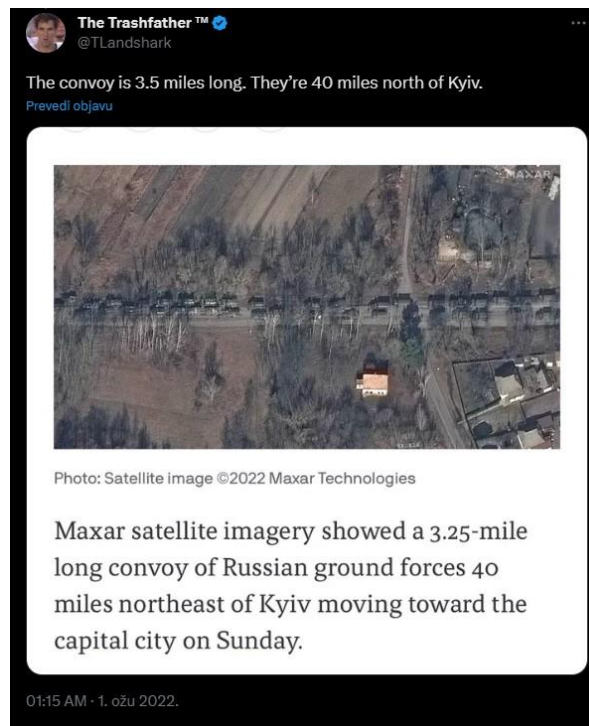 The Trashfather ™
@TLandshark
The convoy is 3.5 miles long. They're 40 miles north of Kyiv.
Prevedi objavu
MAXAR
Photo: Satellite image ©2022 Maxar Technologies
Maxar satellite imagery showed a 3.25-mile
long convoy of Russian ground forces 40
miles northeast of Kyiv moving toward the
capital city on Sunday.
01:15 AM · 1. ožu 2022.